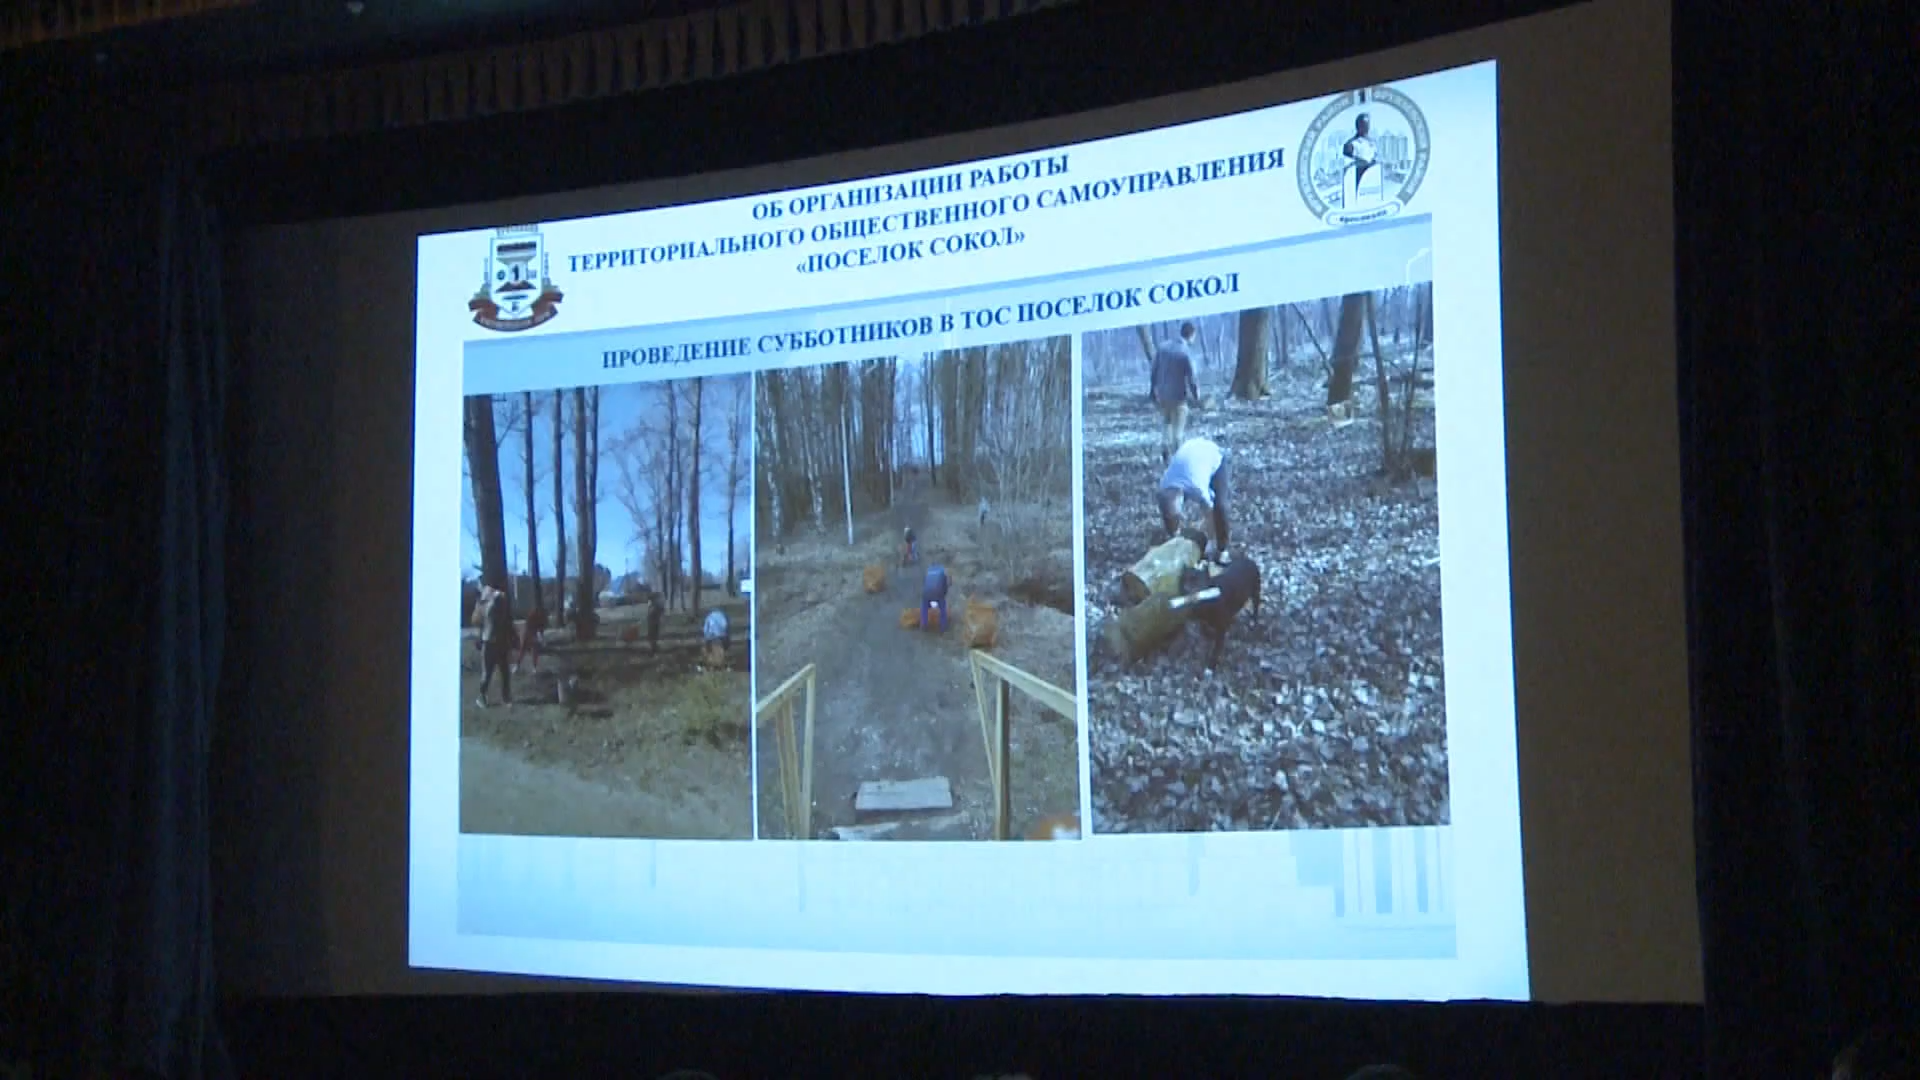 ОБ ОРГАНИЗАЦИИ РАБОТЫ
ТЕРРИТОРИАЛЬНОГО ОБЩЕСТВЕННОГО САМОУПРАВЛЕНИЯ
«ПОСЕЛОК СОКОЛ»
ПРОВЕДЕНИЕ СУББОТНИКОВ В ТОС ПОСЕЛОК СОКОЛ